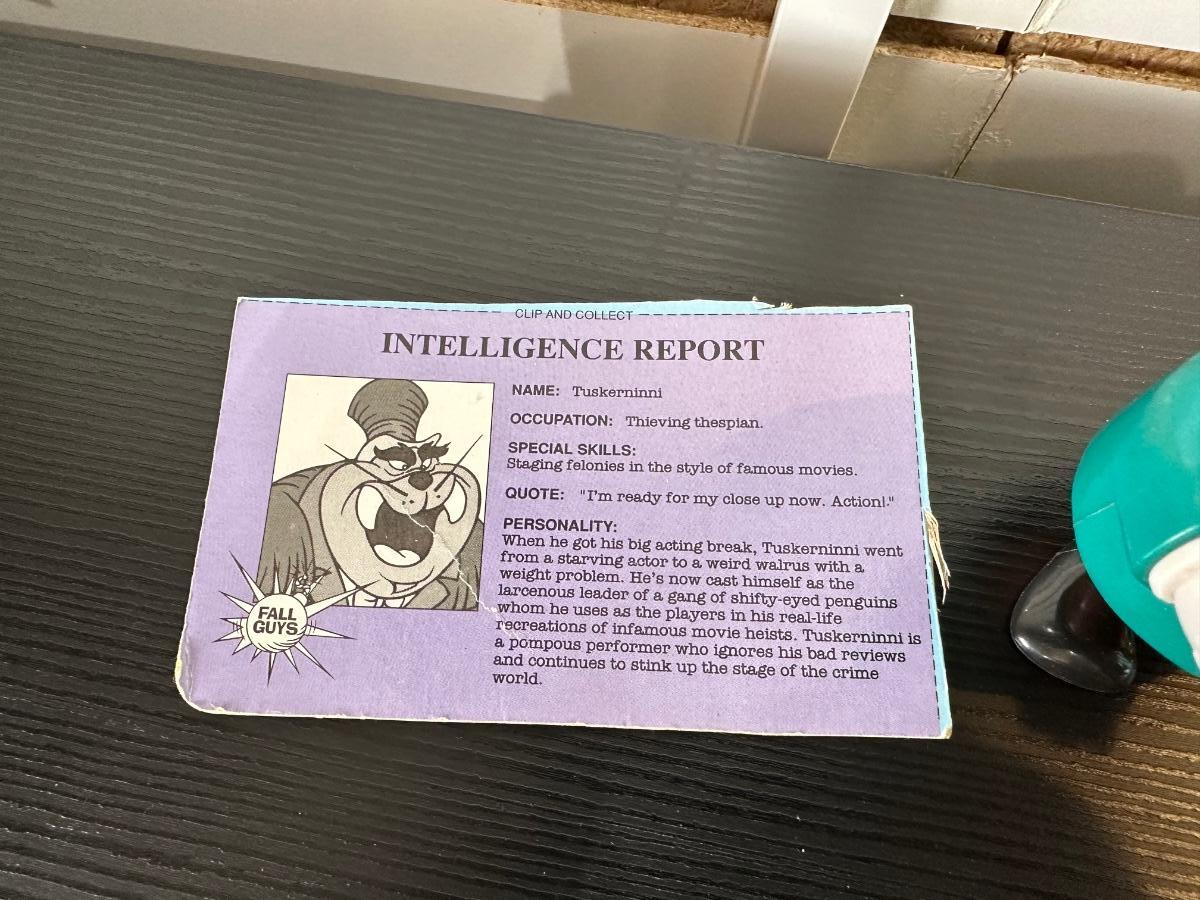 CLIP AND COLLECT
INTELLIGENCE REPORT
NAME: Tuskerninni
OCCUPATION: Thieving thespian.
SPECIAL SKILLS:
Staging felonies in the style of famous movies.
QUOTE: "I'm ready for my close up now. Action!."
PERSONALITY:
When he got his big acting break, Tuskerninni went
from a starving actor to a weird walrus with a
weight problem. He's now cast himself as the
larcenous leader of a gang of shifty-eyed penguins
whom he uses as the players in his real-life
recreations of infamous movie heists. Tuskerninni is
a pompous performer who ignores his bad reviews
and continues to stink up the stage of the crime
world.
FALL
GUYS